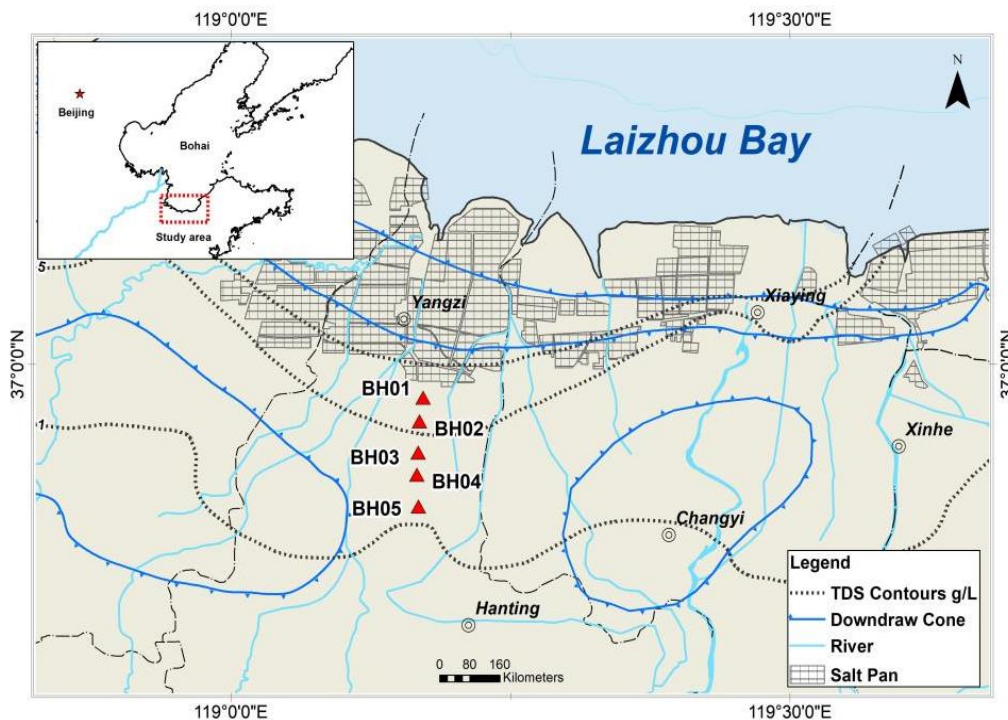 119°0'0"E
119°30'0"E
Beijing
Bohai
Study area
N
Laizhou Bay
5
Yangzi
Xiaying
37°0'0"N
37°0'0"N
BH01
BH02
1
Xinhe
BH03
BH04
BH05
Changyi
Hanting
Legend
TDS Contours g/L
Downdraw Cone
River
Salt Pan
0 80 160
Kilometers
119°0'0"E
119°30'0"E